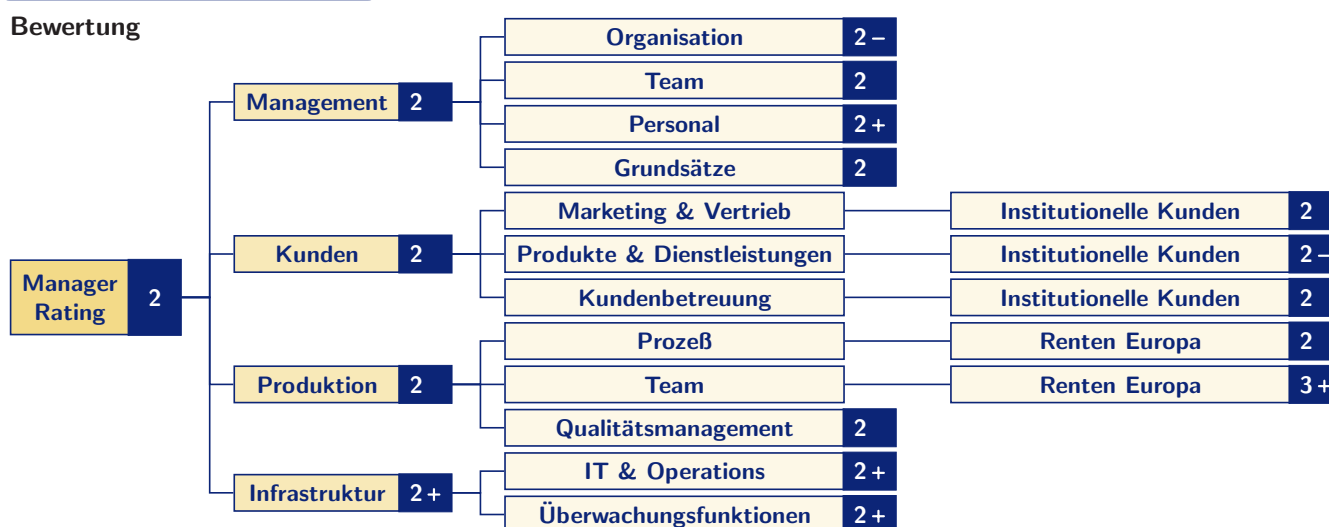 Bewertung
Organisation 2 –
Team 2
Management 2
Personal 2 +
Grundsätze 2
Marketing & Vertrieb Institutionelle Kunden 2
Kunden 2 Produkte & Dienstleistungen Institutionelle Kunden 2 –
Manager
Rating 2
Kundenbetreuung Institutionelle Kunden 2
Prozeß Renten Europa 2
Produktion 2 Team Renten Europa 3 +
Qualitätsmanagement 2
IT & Operations 2 +
Infrastruktur 2 +
Überwachungsfunktionen 2 +